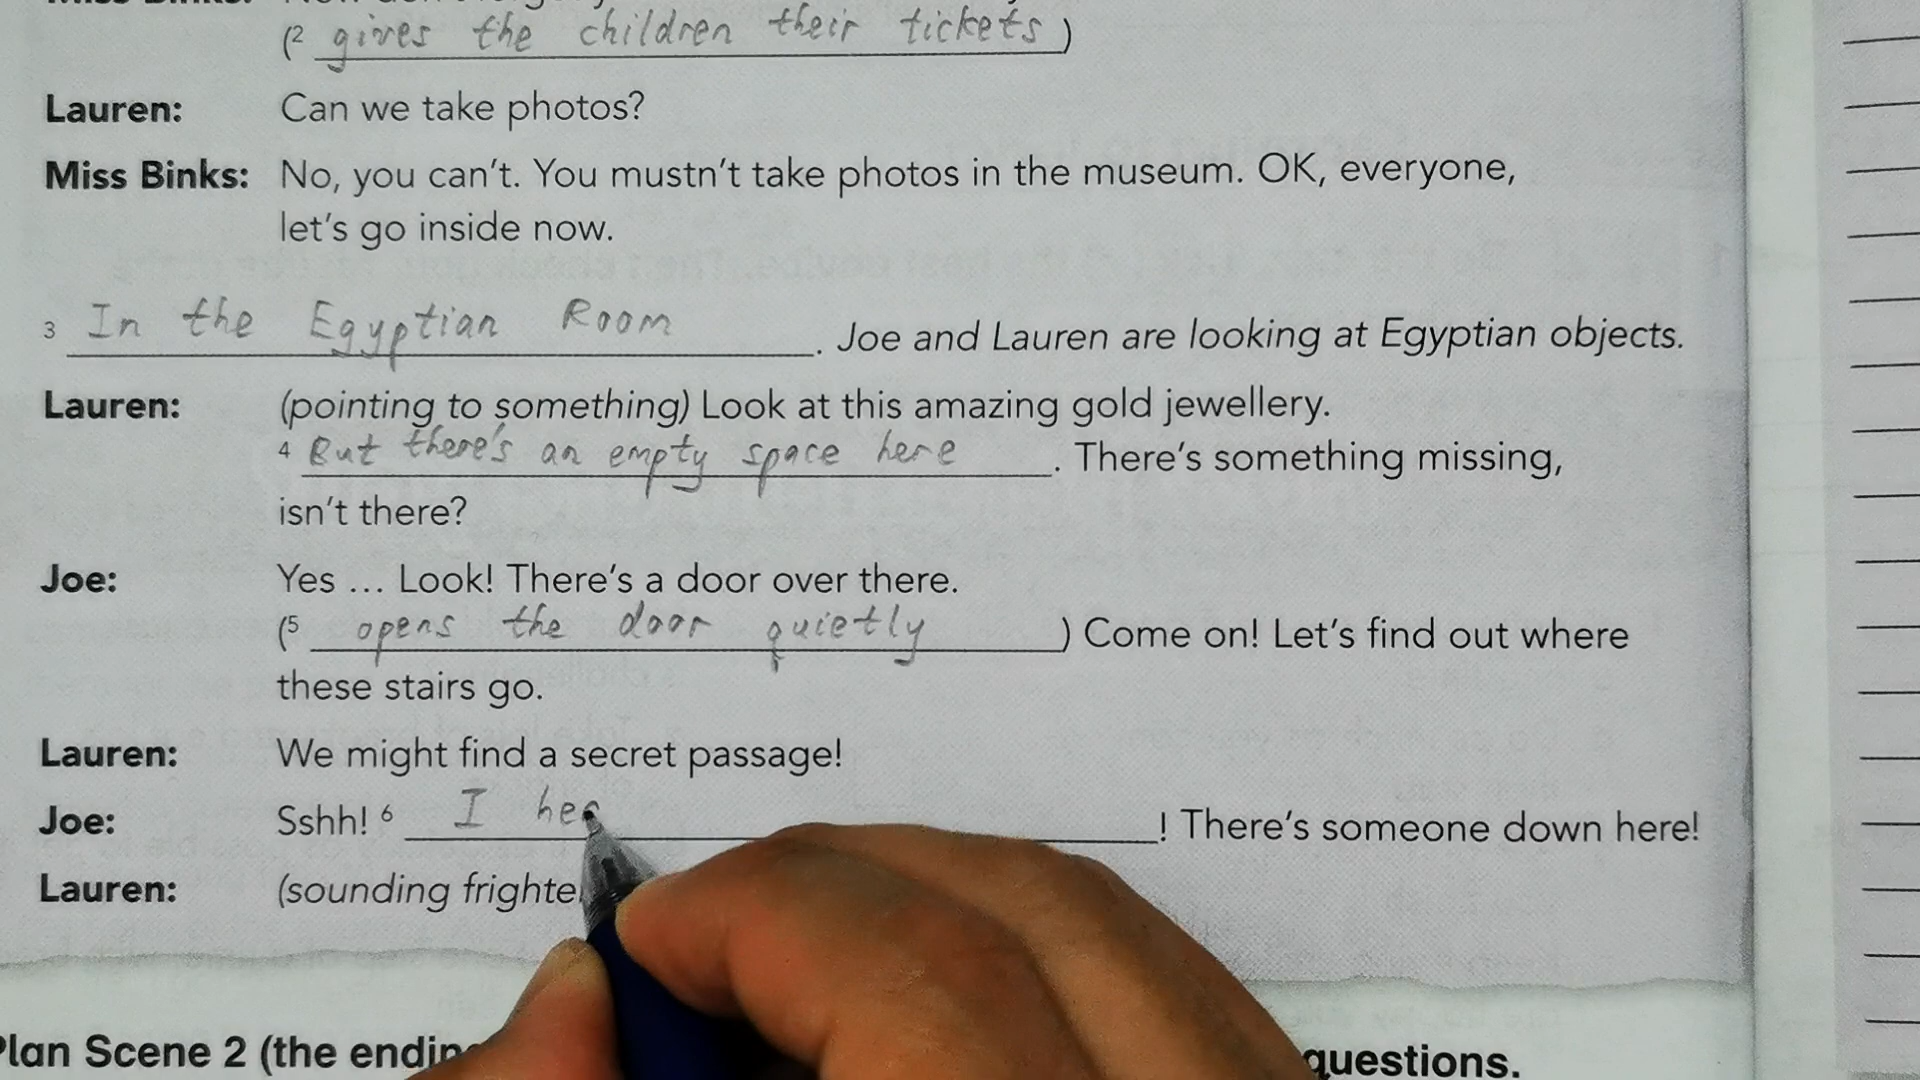 (2 gives the children their tickets )
Lauren: Can we take photos?
Miss Binks: No, you can't. You mustn't take photos in the museum. OK, everyone,
let's go inside now.
3 In the Egyptian Room . Joe and Lauren are looking at Egyptian objects.
Lauren: (pointing to something) Look at this amazing gold jewellery.
4 But there's an empty space here . There's something missing,
isn't there?
Joe: Yes … Look! There's a door over there.
(5 opens the door quietly ) Come on! Let's find out where
these stairs go.
Lauren: We might find a secret passage!
Joe: Sshh! 6 I hea ! There's someone down here!
Lauren: (sounding frighte
Plan Scene 2 (the ending questions.